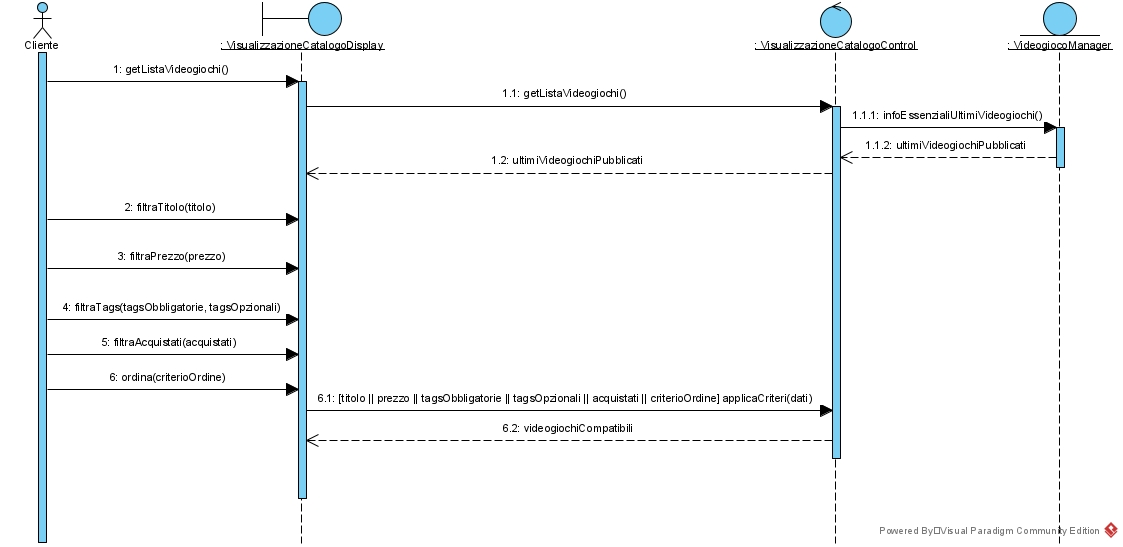 Cliente
: VisualizzazioneCatalogoDisplay
: VisualizzazioneCatalogoControl
: VideogiocoManager
1: getListaVideogiochi()
1.1: getListaVideogiochi()
1.1.1: infoEssenzialiUltimiVideogiochi()
1.1.2: ultimiVideogiochiPubblicati
1.2: ultimiVideogiochiPubblicati
2: filtraTitolo(titolo)
3: filtraPrezzo(prezzo)
4: filtraTags(tagsObbligatorie, tagsOpzionali)
5: filtraAcquistati(acquistati)
6: ordina(criterioOrdine)
6.1: [titolo || prezzo || tagsObbligatorie || tagsOpzionali || acquistati || criterioOrdine] applicaCriteri(dati)
6.2: videogiochiCompatibili
Powered By Visual Paradigm Community Edition